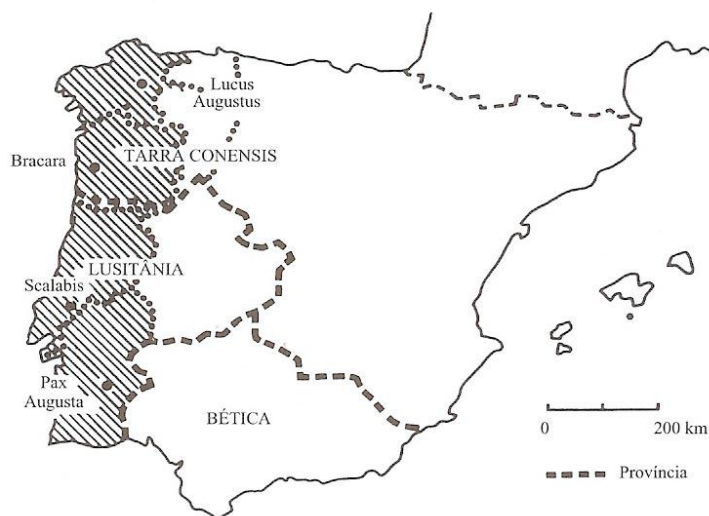 Lucus
Augustus
Bracara
TARRA CONENSIS
LUSITÂNIA
Scalabis
Pax
Augusta
BÉTICA
0 200 km
Província